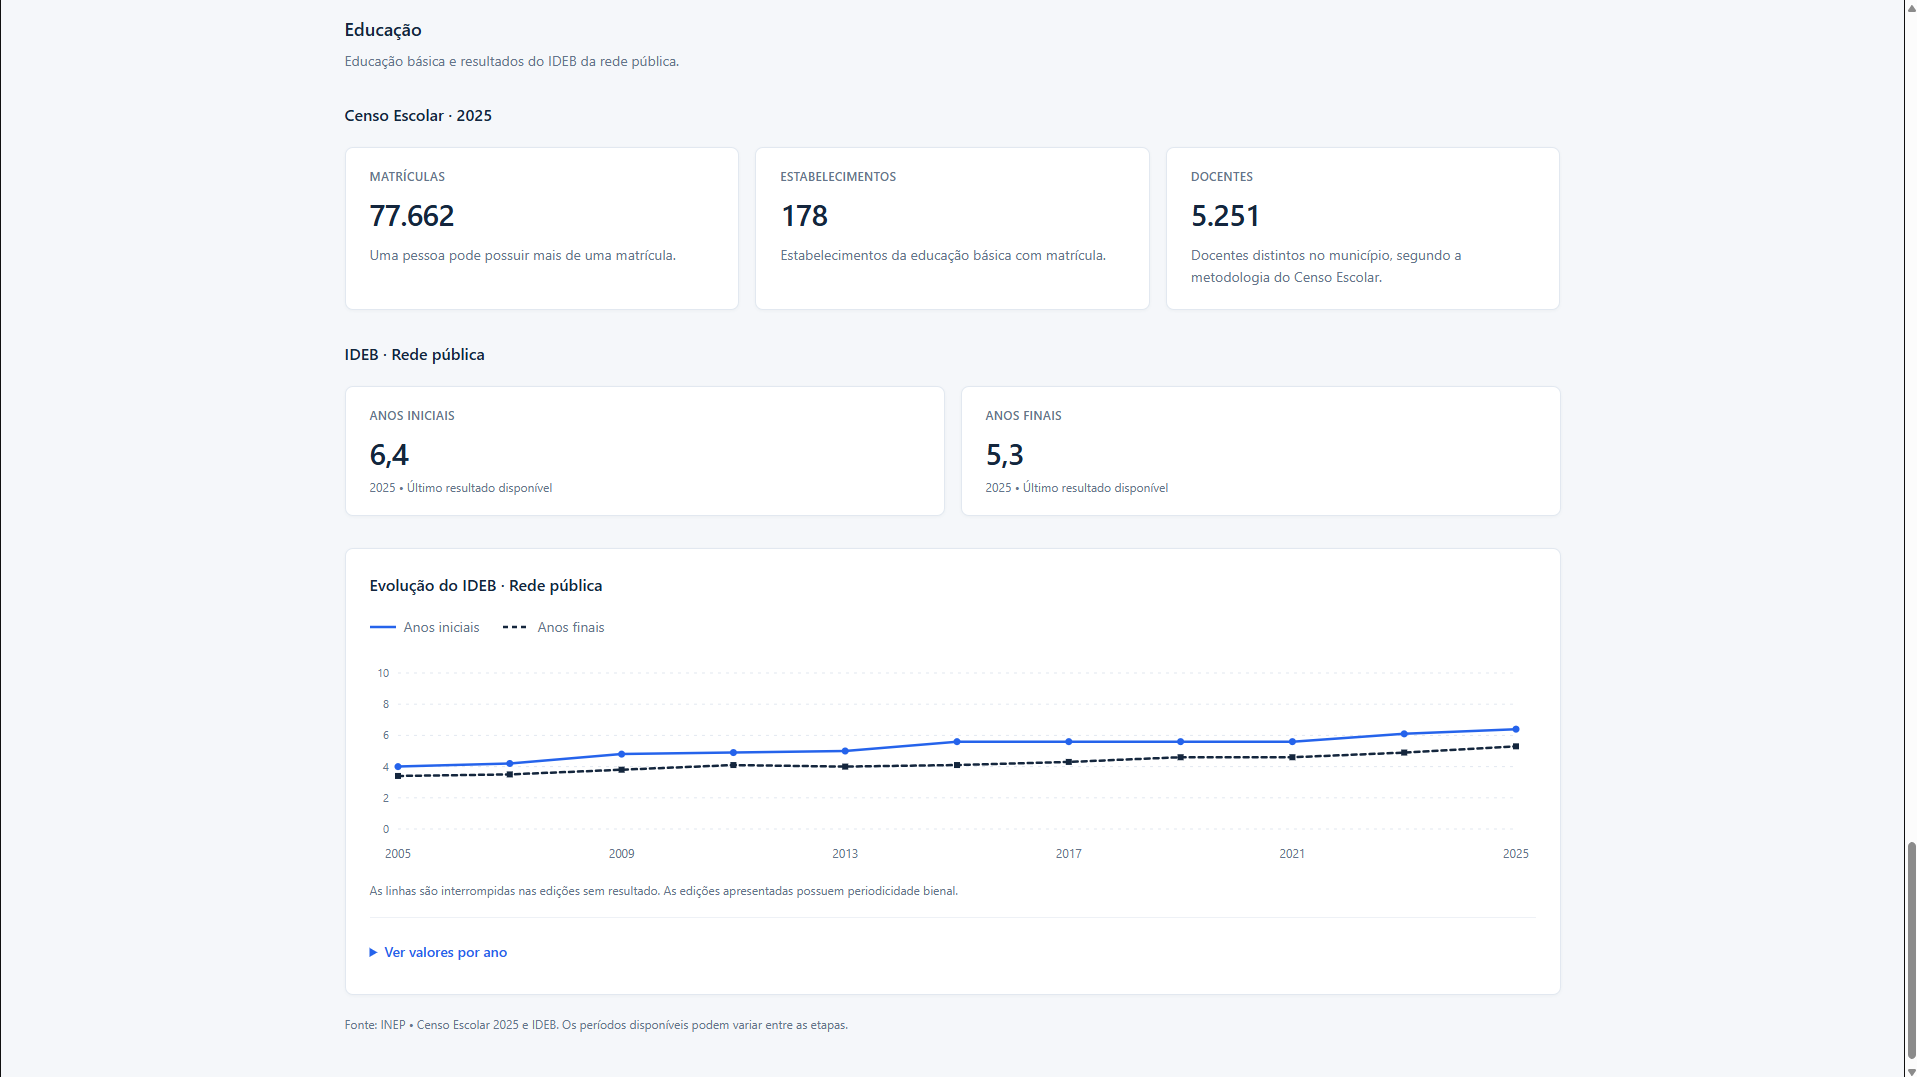 Educação
Educação básica e resultados do IDEB da rede pública.
Censo Escolar · 2025
MATRÍCULAS
77.662
Uma pessoa pode possuir mais de uma matrícula.
ESTABELECIMENTOS
178
Estabelecimentos da educação básica com matrícula.
DOCENTES
5.251
Docentes distintos no município, segundo a
metodologia do Censo Escolar.
IDEB · Rede pública
ANOS INICIAIS
6,4
2025 • Último resultado disponível
ANOS FINAIS
5,3
2025 • Último resultado disponível
Evolução do IDEB · Rede pública
Anos iniciais
Anos finais
10
8
6
4
2
0
2005
2009
2013
2017
2021
2025
As linhas são interrompidas nas edições sem resultado. As edições apresentadas possuem periodicidade bienal.
Ver valores por ano
Fonte: INEP • Censo Escolar 2025 e IDEB. Os períodos disponíveis podem variar entre as etapas.